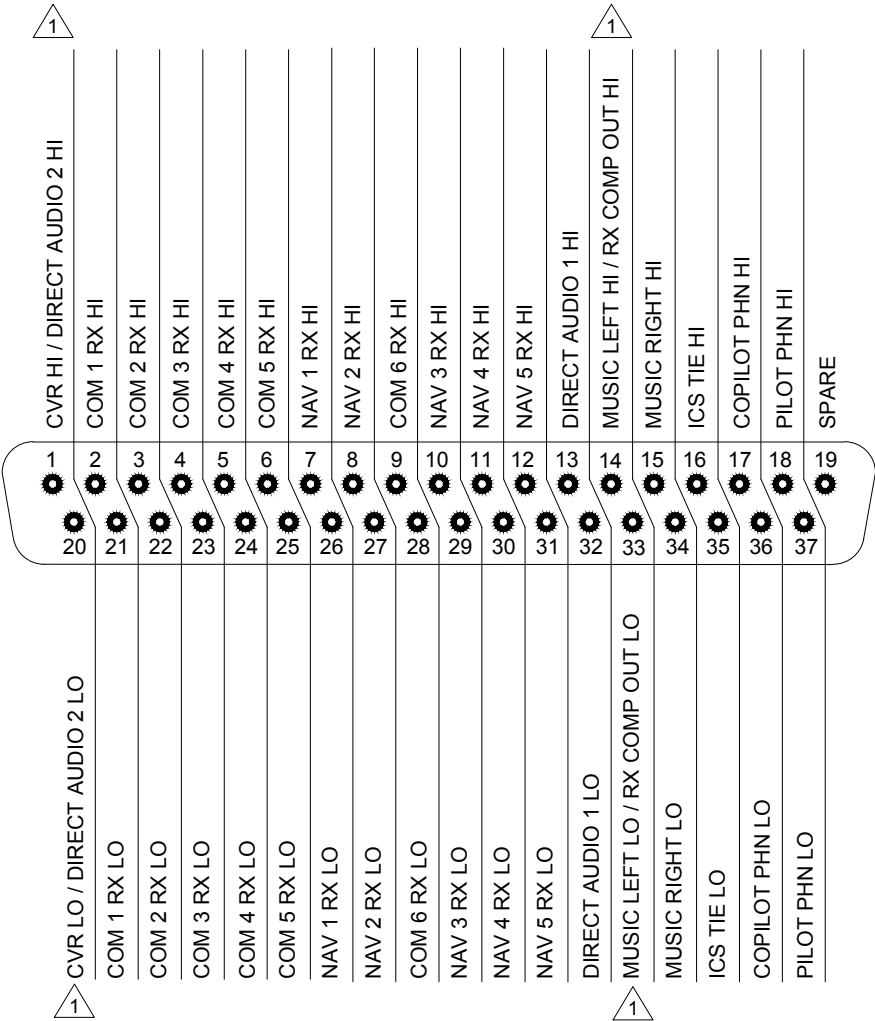 1 1
CVR HI / DIRECT AUDIO 2 HI
COM 1 RX HI
COM 2 RX HI
COM 3 RX HI
COM 4 RX HI
COM 5 RX HI
NAV 1 RX HI
NAV 2 RX HI
COM 6 RX HI
NAV 3 RX HI
NAV 4 RX HI
NAV 5 RX HI
DIRECT AUDIO 1 HI
MUSIC LEFT HI / RX COMP OUT HI
MUSIC RIGHT HI
ICS TIE HI
COPILOT PHN HI
PILOT PHN HI
SPARE
1 2 3 4 5 6 7 8 9 10 11 12 13 14 15 16 17 18 19
20 21 22 23 24 25 26 27 28 29 30 31 32 33 34 35 36 37
CVR LO / DIRECT AUDIO 2 LO
COM 1 RX LO
COM 2 RX LO
COM 3 RX LO
COM 4 RX LO
COM 5 RX LO
NAV 1 RX LO
NAV 2 RX LO
COM 6 RX LO
NAV 3 RX LO
NAV 4 RX LO
NAV 5 RX LO
DIRECT AUDIO 1 LO
MUSIC LEFT LO / RX COMP OUT LO
MUSIC RIGHT LO
ICS TIE LO
COPILOT PHN LO
PILOT PHN LO
1 1